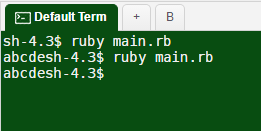 Default Term + B
sh-4.3$ ruby main.rb
abcdesh-4.3$ ruby main.rb
abcdesh-4.3$